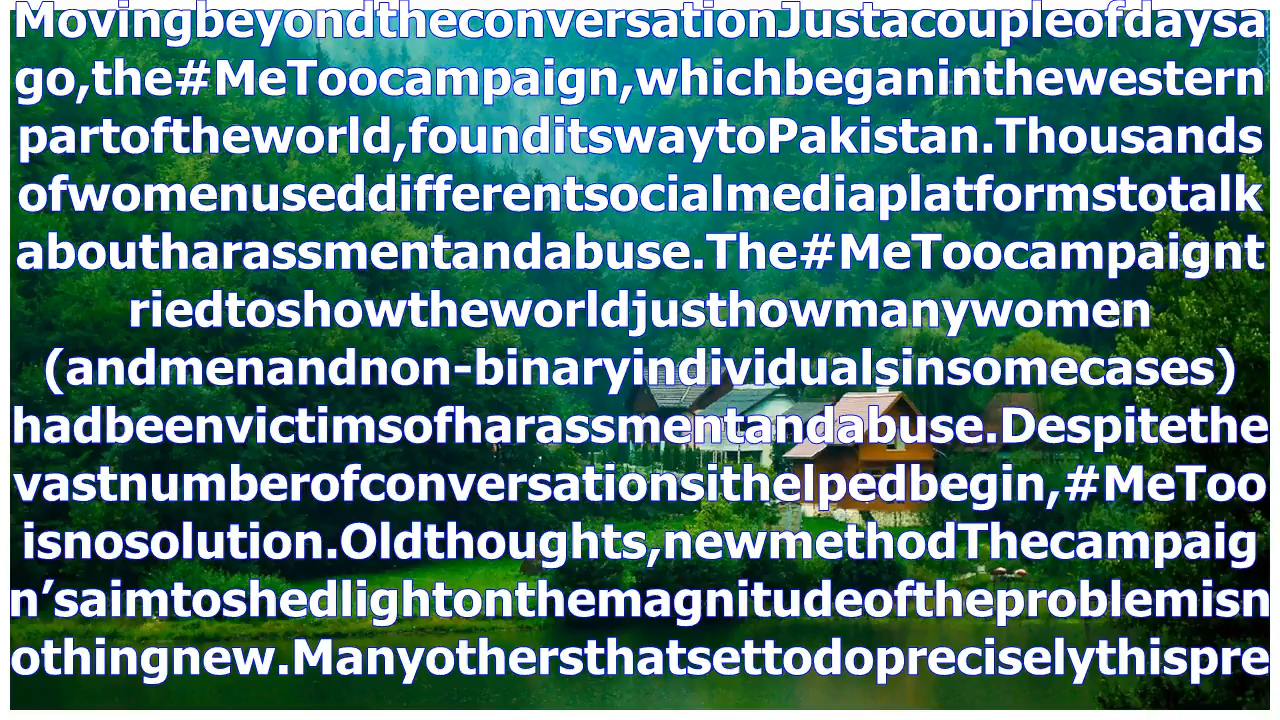 MovingbeyondtheconversationJustacoupleofdaysa
go,the#MeToocampaign,whichbeganinthewestern
partoftheworld,founditswaytoPakistan.Thousands
ofwomenuseddifferentsocialmediaplatformstotalk
aboutharassmentandabuse.The#MeToocampaignt
riedtoshowtheworldjusthowmanywomen
(andmenandnon-binaryindividualsinsomecases)
hadbeenvictimsofharassmentandabuse.Despitethe
vastnumberofconversationsithelpedbegin,#MeToo
isnosolution.Oldthoughts,newmethodThecampaig
n’saimtoshedlightonthemagnitudeoftheproblemisn
othingnew.Manyothersthatsettodopreciselythispre